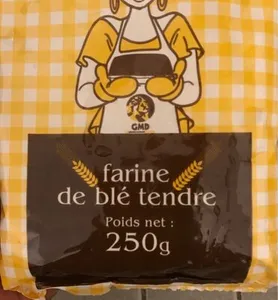 GMD
farine
de blé tendre
Poids net :
250g